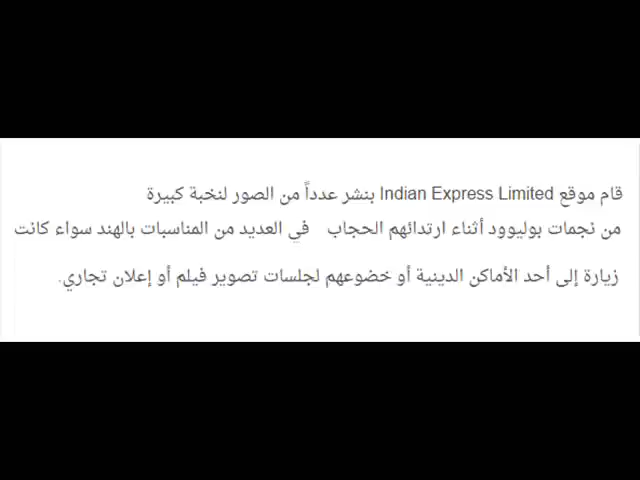 قام موقع Indian Express Limited بنشر عدداً من الصور لنخبة كبيرة
من نجمات بوليوود أثناء ارتدائهم الحجاب في العديد من المناسبات بالهند سواء كانت
زيارة إلى أحد الأماكن الدينية أو خضوعهم لجلسات تصوير فيلم أو إعلان تجاري.